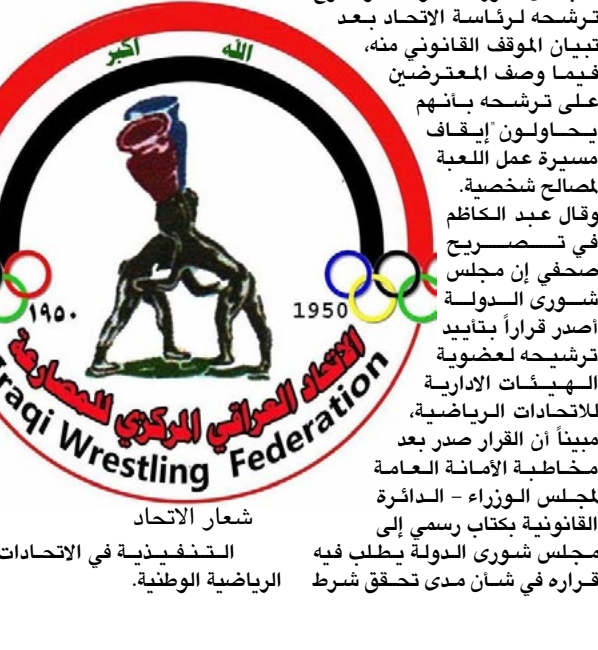 ترشحه لرئاسة الاتحاد بعد
تبيان الموقف القانوني منه،
فيما وصف المعترضين
على ترشحه بأنهم
يحاولون "إيقاف
مسيرة عمل اللعبة
لمصالح شخصية.
وقال عبد الكاظم
في تصريح
صحفي إن مجلس
شورى الدولة
أصدر قراراً بتأييد
ترشيحه لعضوية
الهيئات الادارية
للاتحادات الرياضية،
مبيناً أن القرار صدر بعد
مخاطبة الأمانة العامة
لمجلس الوزراء – الدائرة
القانونية بكتاب رسمي إلى
مجلس شورى الدولة يطلب فيه
قراره في شأن مدى تحقق شرط
الله اكبر
١٩٥٠
1950
الاتحاد العراقي المركزي للمصارعة
Iraqi Wrestling Federation
شعار الاتحاد
التنفيذية في الاتحادات
الرياضية الوطنية.